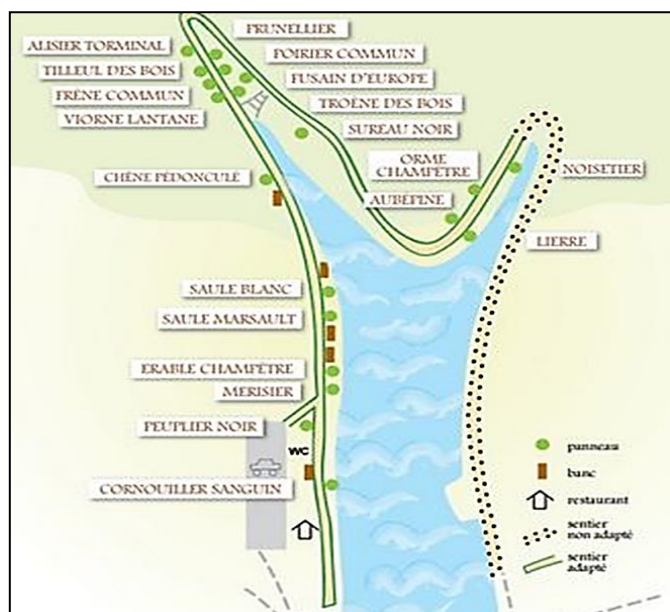 PRUNELLIER
ALISIER TORMINAL
POIRIER COMMUN
TILLEUL DES BOIS
FUSAIN D'EUROPE
FRÊNE COMMUN
TROÈNE DES BOIS
VIORNE LANTANE
SUREAU NOIR
ORME
CHAMPÊTRE
CHÊNE PÉDONCULÉ
NOISETIER
AUBÉPINE
LIERRE
SAULE BLANC
SAULE MARSAULT
ERABLE CHAMPÊTRE
MERISIER
PEUPLIER NOIR
WC
CORNOUILLER SANGUIN
panneau
banc
restaurant
sentier
non adapté
sentier
adapté